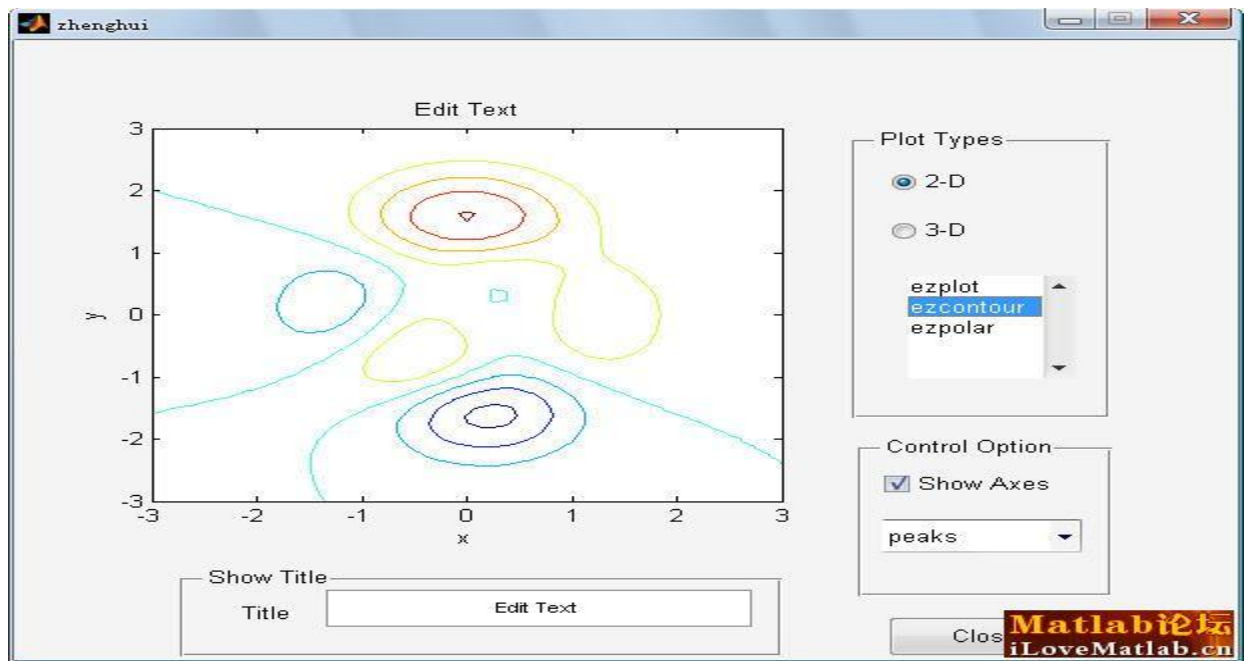 zhenghui
Edit Text
3
2
1
0
-1
-2
-3
y
-3
-2
-1
0
1
2
3
x
Plot Types
2-D
3-D
ezplot
ezcontour
ezpolar
Control Option
Show Axes
peaks
Show Title
Title
Edit Text
Clos
Matlab论坛
iLoveMatlab.cn